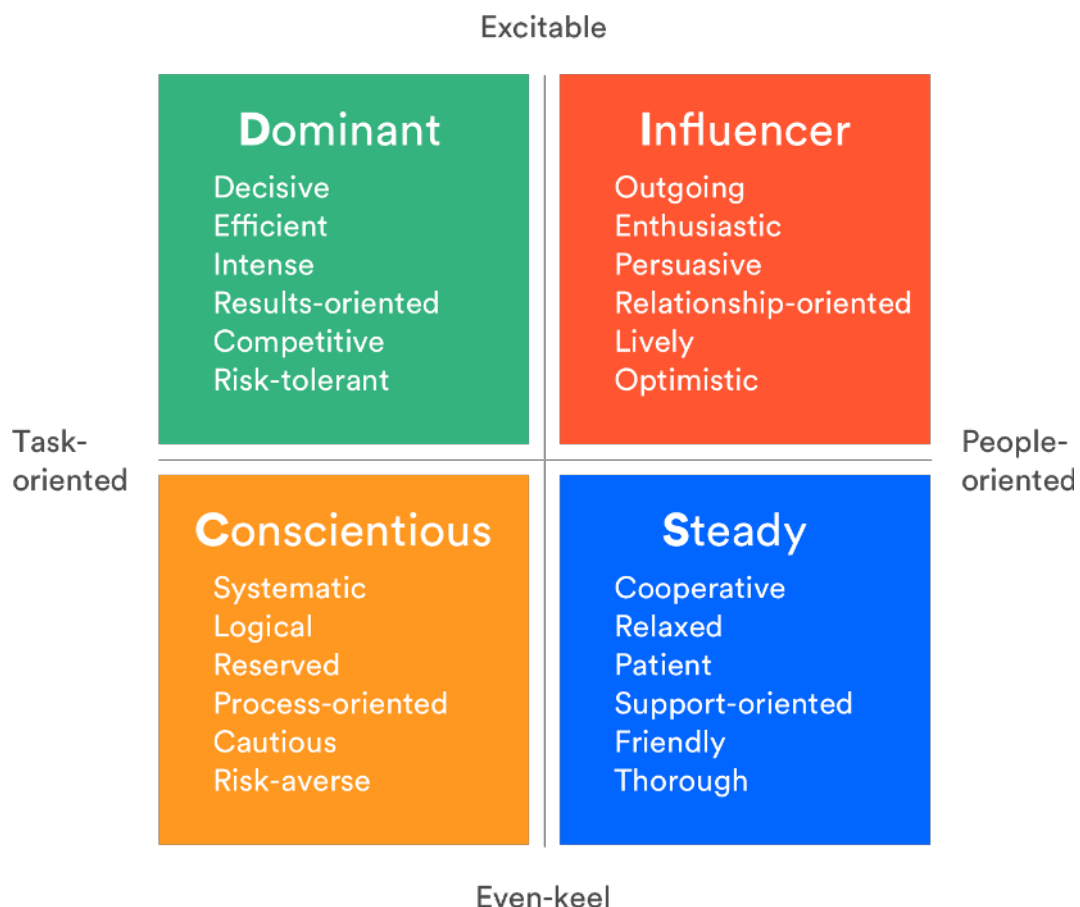 Excitable
Dominant
Decisive
Efficient
Intense
Results-oriented
Competitive
Risk-tolerant
Influencer
Outgoing
Enthusiastic
Persuasive
Relationship-oriented
Lively
Optimistic
Task-
oriented
People-
oriented
Conscientious
Systematic
Logical
Reserved
Process-oriented
Cautious
Risk-averse
Steady
Cooperative
Relaxed
Patient
Support-oriented
Friendly
Thorough
Even-keel